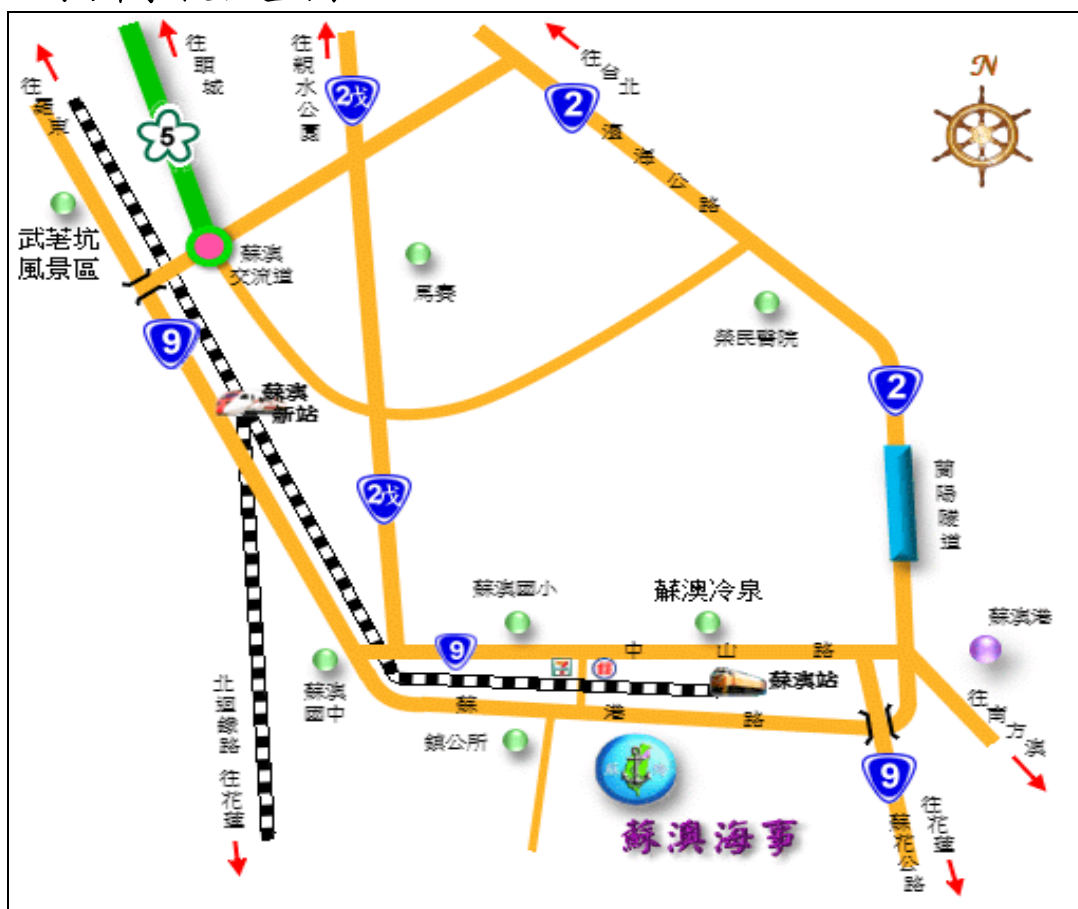 往頭城
往親水公園
往台北
N
往羅東
5
2戊
2
濱海公路
武荖坑
風景區
蘇澳
交流道
馬賽
榮民醫院
9
2
蘇澳
新站
2戊
蘭陽隧道
蘇澳國小
蘇澳冷泉
蘇澳港
9
中山路
蘇澳
國中
7
蘇澳站
北迴線路
往花蓮
蘇港路
鎮公所
往南方澳
9
往花蓮
蘇花公路
蘇澳海事